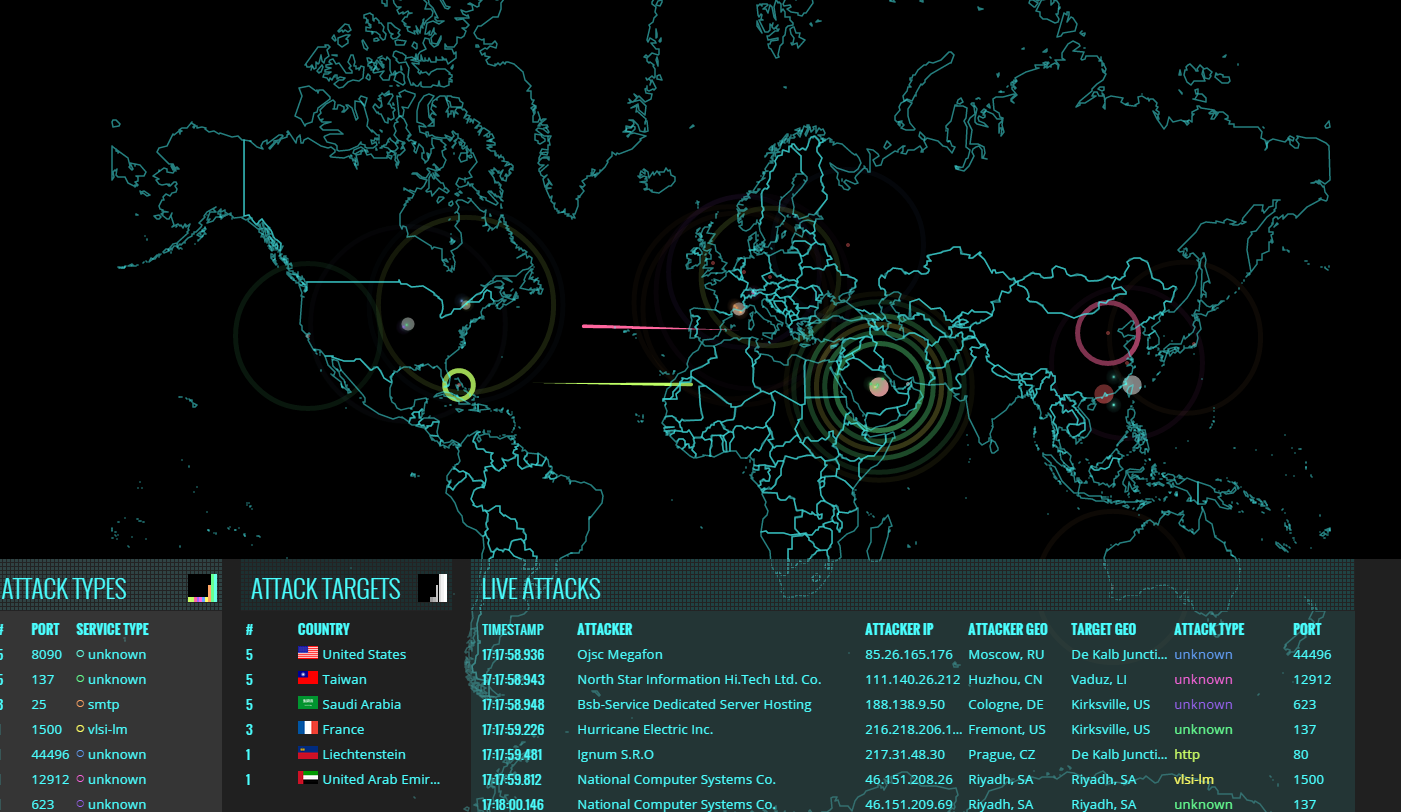 ATTACK TYPES
# PORT SERVICE TYPE
5 8090 unknown
5 137 unknown
3 25 smtp
1500 vlsi-lm
44496 unknown
12912 unknown
623 unknown
ATTACK TARGETS
# COUNTRY
5 United States
5 Taiwan
5 Saudi Arabia
3 France
1 Liechtenstein
1 United Arab Emir...
LIVE ATTACKS
TIMESTAMP ATTACKER ATTACKER IP ATTACKER GEO TARGET GEO ATTACK TYPE PORT
17:17:58.936 Ojsc Megafon 85.26.165.176 Moscow, RU De Kalb Juncti... unknown 44496
17:17:58.943 North Star Information Hi.Tech Ltd. Co. 111.140.26.212 Huzhou, CN Vaduz, LI unknown 12912
17:17:58.948 Bsb-Service Dedicated Server Hosting 188.138.9.50 Cologne, DE Kirksville, US unknown 623
17:17:59.226 Hurricane Electric Inc. 216.218.206.1... Fremont, US Kirksville, US unknown 137
17:17:59.481 Ignum S.R.O 217.31.48.30 Prague, CZ De Kalb Juncti... http 80
17:17:59.812 National Computer Systems Co. 46.151.208.26 Riyadh, SA Riyadh, SA vlsi-lm 1500
17:18:00.146 National Computer Systems Co. 46.151.209.69 Riyadh, SA Riyadh, SA unknown 137